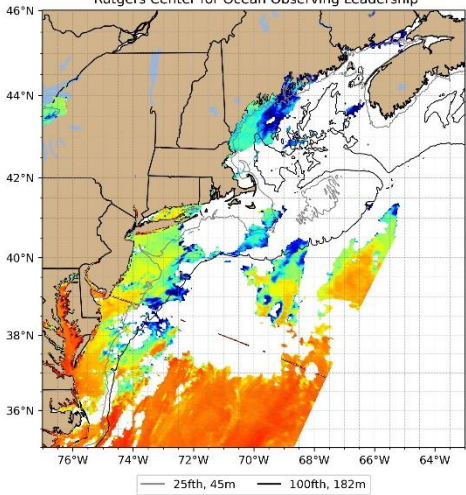 Rutgers Center for Ocean Observing Leadership
46°N
44°N
42°N
40°N
38°N
36°N
76°W 74°W 72°W 70°W 68°W 66°W 64°W
25fth, 45m 100fth, 182m